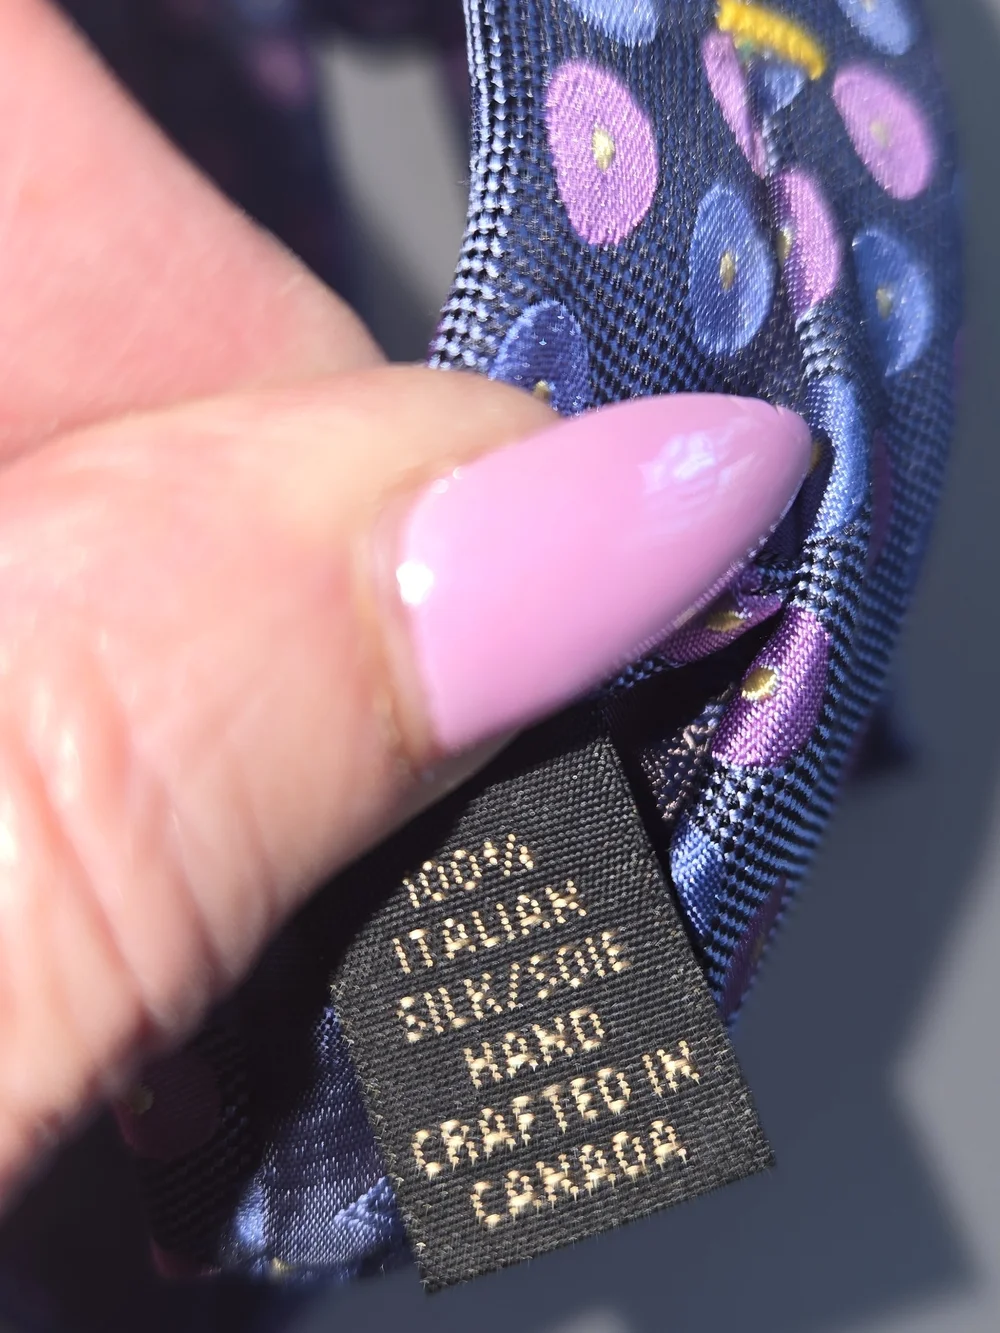 100%
ITALIAN
SILK/SOIE
HAND
CRAFTED IN
CANADA